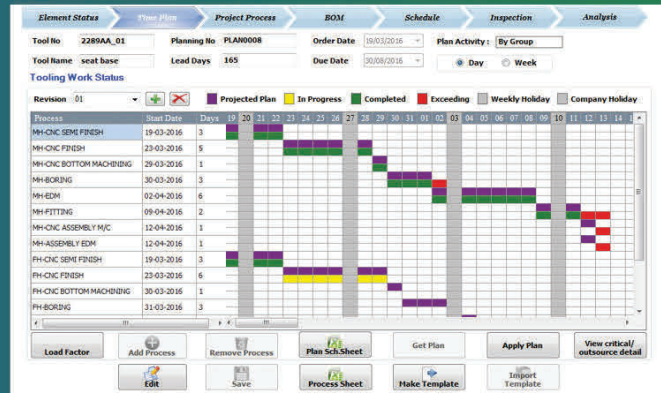 Element Status Time Plan Project Process BOM Schedule Inspection Analysis
Tool No 2289AA_01 Planning No PLAN0008 Order Date 19/03/2016 Plan Activity : By Group
Tool Name seat base Lead Days 165 Due Date 30/08/2016 Day Week
Tooling Work Status
Revision 01 Projected Plan In Progress Completed Exceeding Weekly Holiday Company Holiday
Process Start Date Days 19 20 21 22 23 24 25 26 27 28 29 30 31 01 02 03 04 05 06 07 08 09 10 11 12 13 14 1
MH-CNC SEMI FINISH 19-03-2016 3
MH-CNC FINISH 23-03-2016 5
MH-CNC BOTTOM MACHINING 29-03-2016 1
MH-BORING 30-03-2016 3
MH-EDM 02-04-2016 6
MH-FITTING 09-04-2016 2
MH-CNC ASSEMBLY M/C 12-04-2016 1
MH-ASSEMBLY EDM 12-04-2016 1
FH-CNC SEMI FINISH 19-03-2016 3
FH-CNC FINISH 23-03-2016 6
FH-CNC BOTTOM MACHINING 30-03-2016 1
FH-BORING 31-03-2016 3
Load Factor Add Process Remove Process Plan Sch.Sheet Get Plan Apply Plan View critical/
outsource detail
Edit Save Process Sheet Make Template Import
Template